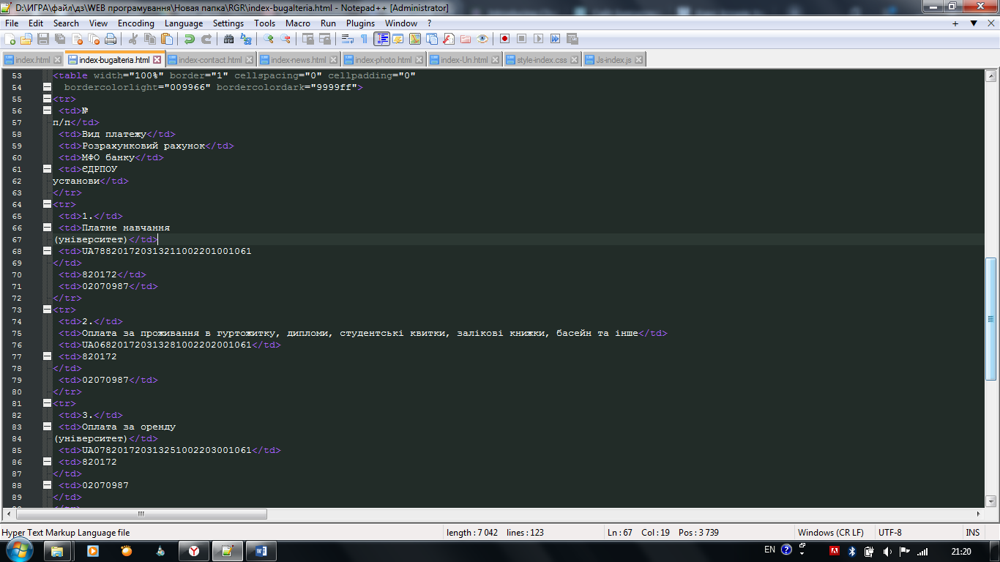 D:\ИГРА\файл\дз\WEB програмування\Новая папка\RGR\index-bugalteria.html - Notepad++ [Administrator]
File Edit Search View Encoding Language Settings Tools Macro Run Plugins Window ? + ▼ X
index.html index-bugalteria.html index-contact.html index-news.html index-photo.html index-Un.html style-index.css Js-index.js
53 <table width="100%" border="1" cellspacing="0" cellpadding="0"
54 bordercolorlight="009966" bordercolordark="9999ff">
55 <tr>
56 <td>№
57 п/п</td>
58 <td>Вид платежу</td>
59 <td>Розрахунковий рахунок</td>
60 <td>МФО банку</td>
61 <td>ЄДРПОУ
62 установи</td>
63 </tr>
64 <tr>
65 <td>1.</td>
66 <td>Платне навчання
67 (університет)</td>
68 <td>UA788201720313211002201001061
69 </td>
70 <td>820172</td>
71 <td>02070987</td>
72 </tr>
73 <tr>
74 <td>2.</td>
75 <td>Оплата за проживання в гуртожитку, дипломи, студентські квитки, залікові книжки, басейн та інше</td>
76 <td>UA068201720313281002202001061</td>
77 <td>820172
78 </td>
79 <td>02070987</td>
80 </tr>
81 <tr>
82 <td>3.</td>
83 <td>Оплата за оренду
84 (університет)</td>
85 <td>UA078201720313251002203001061</td>
86 <td>820172
87 </td>
88 <td>02070987
89 </td>
Hyper Text Markup Language file length : 7 042 lines : 123 Ln : 67 Col : 19 Pos : 3 739 Windows (CR LF) UTF-8 INS
EN 21:20